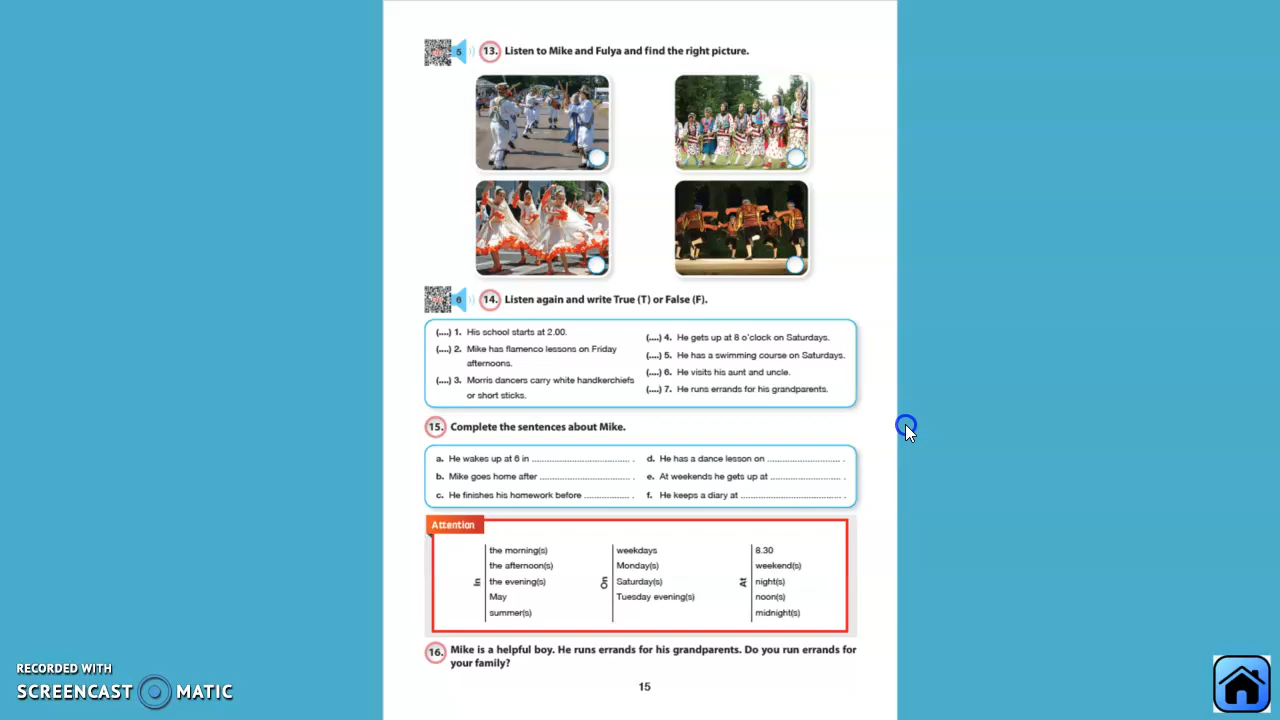 5 13. Listen to Mike and Fulya and find the right picture.
6 14. Listen again and write True (T) or False (F).
(....) 1. His school starts at 2.00.
(....) 2. Mike has flamenco lessons on Friday
afternoons.
(....) 3. Morris dancers carry white handkerchiefs
or short sticks.
(....) 4. He gets up at 8 o'clock on Saturdays.
(....) 5. He has a swimming course on Saturdays.
(....) 6. He visits his aunt and uncle.
(....) 7. He runs errands for his grandparents.
15. Complete the sentences about Mike.
a. He wakes up at 6 in .................................... .
b. Mike goes home after ................................. .
c. He finishes his homework before ................. .
d. He has a dance lesson on ........................... .
e. At weekends he gets up at .......................... .
f. He keeps a diary at ..................................... .
Attention
In
the morning(s)
the afternoon(s)
the evening(s)
May
summer(s)
On
weekdays
Monday(s)
Saturday(s)
Tuesday evening(s)
At
8.30
weekend(s)
night(s)
noon(s)
midnight(s)
16. Mike is a helpful boy. He runs errands for his grandparents. Do you run errands for
your family?
15
RECORDED WITH
SCREENCAST MATIC